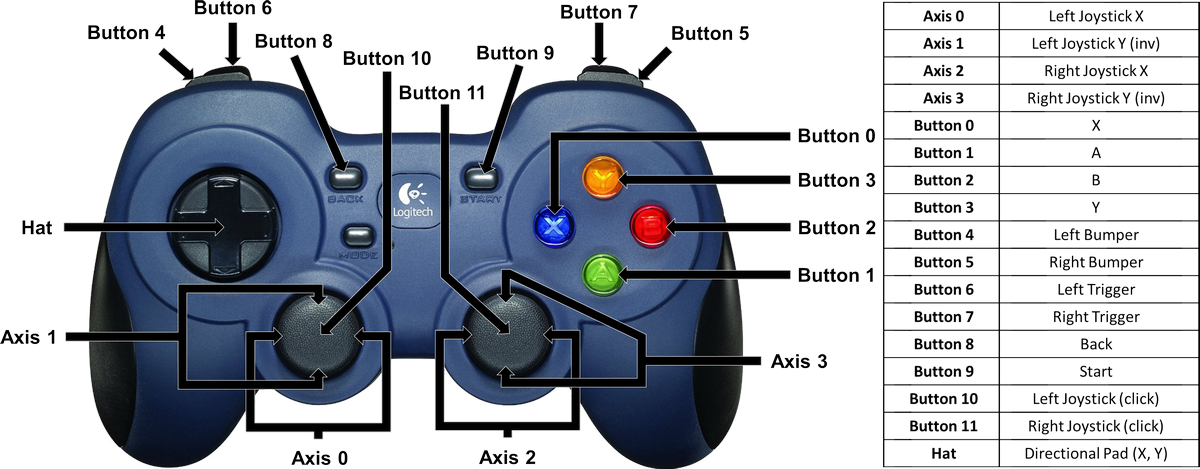 Button 6
Button 7
Button 4
Button 8
Button 9
Button 5
Button 10
Button 11
Button 0
Y
Button 3
BACK
START
Logitech
Hat
X
B
Button 2
MODE
A
Button 1
Axis 1
Axis 3
Axis 0
Axis 2
Axis 0 Left Joystick X
Axis 1 Left Joystick Y (inv)
Axis 2 Right Joystick X
Axis 3 Right Joystick Y (inv)
Button 0 X
Button 1 A
Button 2 B
Button 3 Y
Button 4 Left Bumper
Button 5 Right Bumper
Button 6 Left Trigger
Button 7 Right Trigger
Button 8 Back
Button 9 Start
Button 10 Left Joystick (click)
Button 11 Right Joystick (click)
Hat Directional Pad (X, Y)